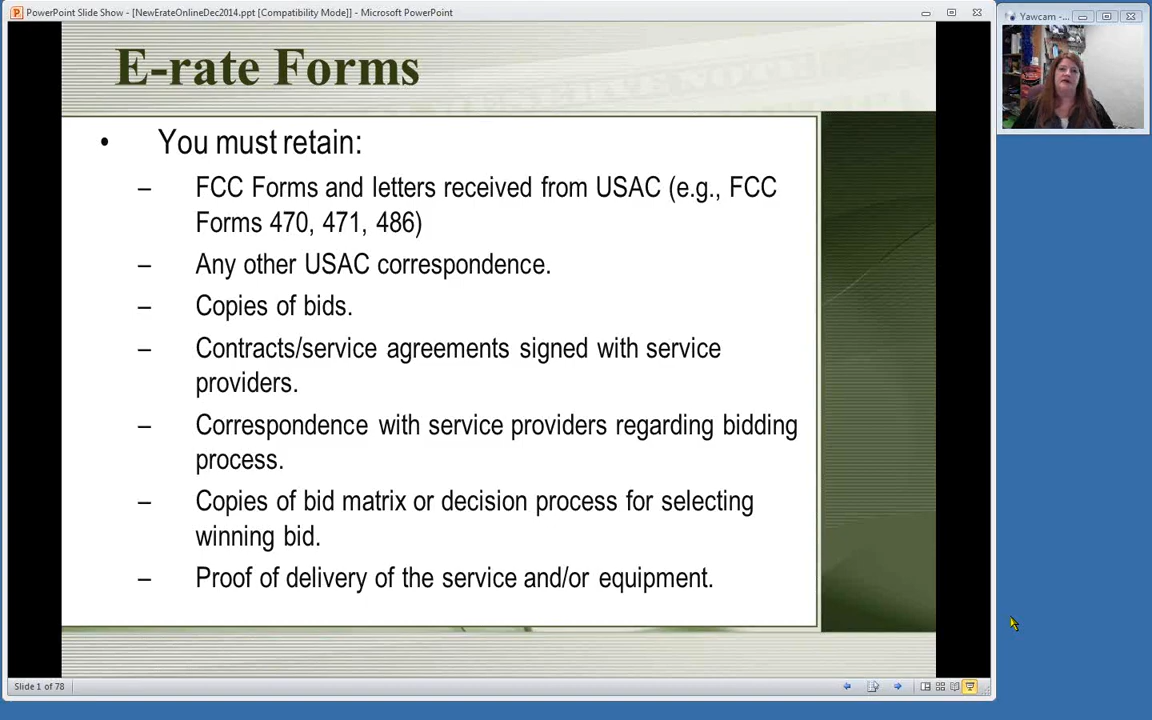 PowerPoint Slide Show - [NewErateOnlineDec2014.ppt [Compatibility Mode]] - Microsoft PowerPoint
Yawcam -...
E-rate Forms
• You must retain:
– FCC Forms and letters received from USAC (e.g., FCC
Forms 470, 471, 486)
– Any other USAC correspondence.
– Copies of bids.
– Contracts/service agreements signed with service
providers.
– Correspondence with service providers regarding bidding
process.
– Copies of bid matrix or decision process for selecting
winning bid.
– Proof of delivery of the service and/or equipment.
Slide 1 of 78